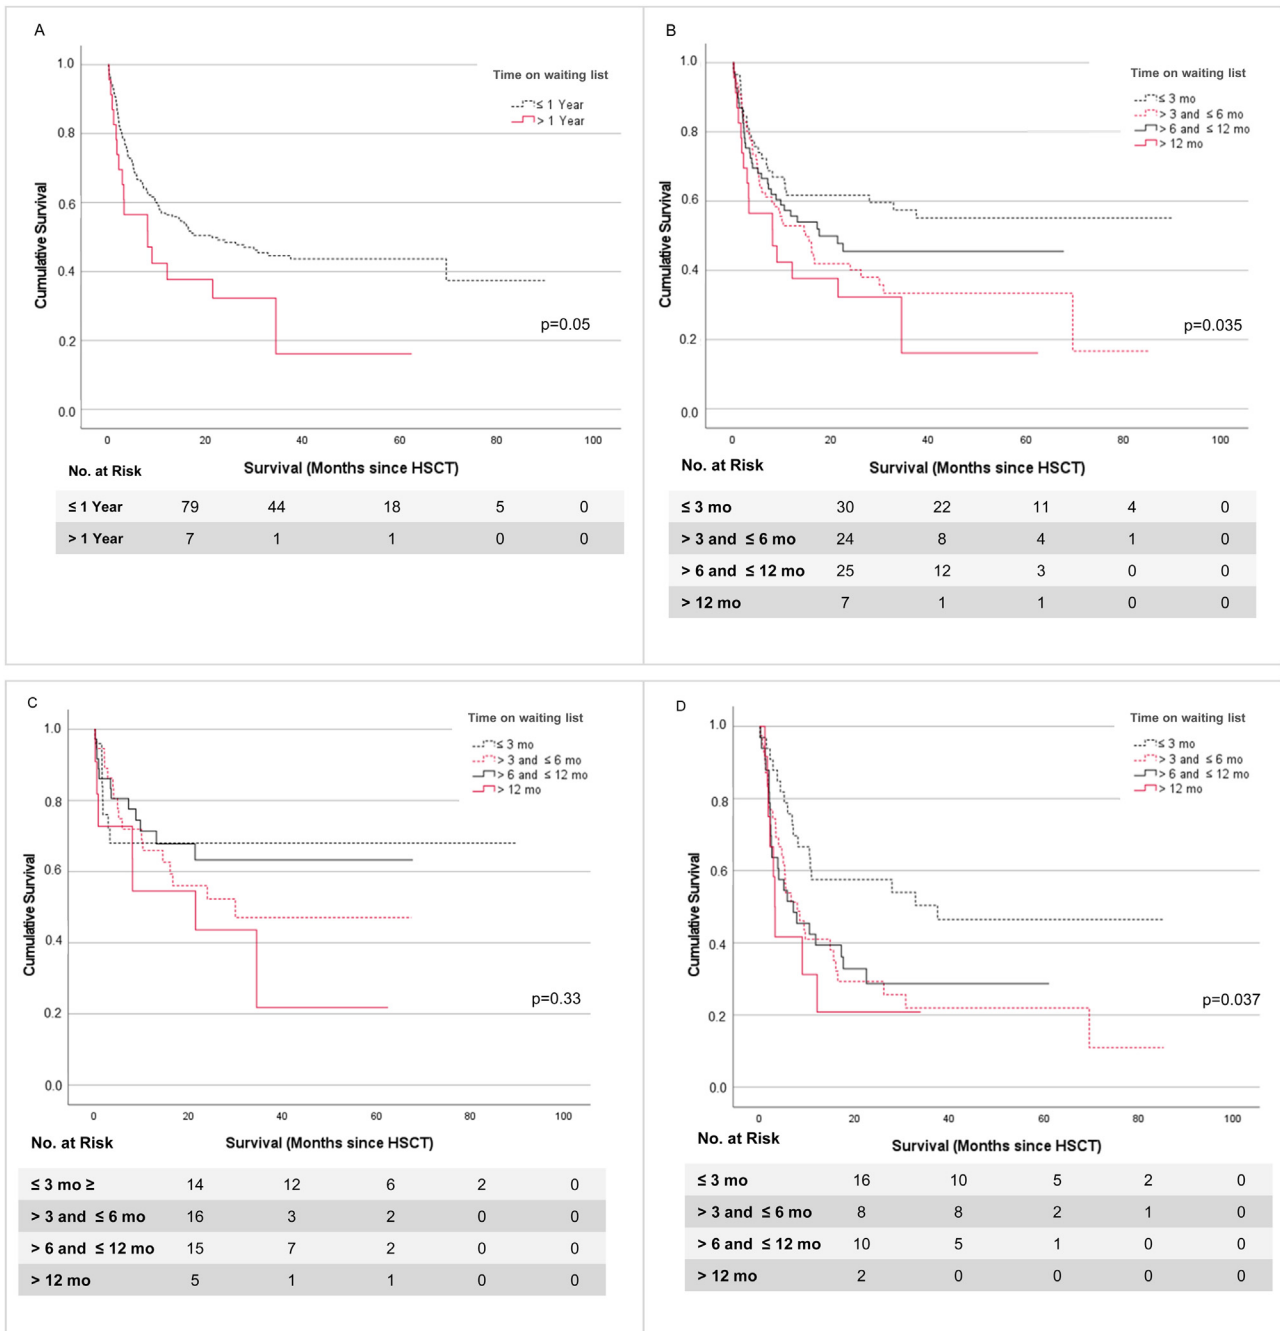 A
Time on waiting list
≤ 1 Year
> 1 Year
1.0
0.8
0.6
0.4
0.2
0.0
Cumulative Survival
p=0.05
0 20 40 60 80 100
No. at Risk
Survival (Months since HSCT)
≤ 1 Year 79 44 18 5 0
> 1 Year 7 1 1 0 0
B
Time on waiting list
≤ 3 mo
> 3 and ≤ 6 mo
> 6 and ≤ 12 mo
> 12 mo
1.0
0.8
0.6
0.4
0.2
0.0
Cumulative Survival
p=0.035
0 20 40 60 80 100
No. at Risk
Survival (Months since HSCT)
≤ 3 mo 30 22 11 4 0
> 3 and ≤ 6 mo 24 8 4 1 0
> 6 and ≤ 12 mo 25 12 3 0 0
> 12 mo 7 1 1 0 0
C
Time on waiting list
≤ 3 mo
> 3 and ≤ 6 mo
> 6 and ≤ 12 mo
> 12 mo
1.0
0.8
0.6
0.4
0.2
0.0
Cumulative Survival
p=0.33
0 20 40 60 80 100
No. at Risk
Survival (Months since HSCT)
≤ 3 mo ≥ 14 12 6 2 0
> 3 and ≤ 6 mo 16 3 2 0 0
> 6 and ≤ 12 mo 15 7 2 0 0
> 12 mo 5 1 1 0 0
D
Time on waiting list
≤ 3 mo
> 3 and ≤ 6 mo
> 6 and ≤ 12 mo
> 12 mo
1.0
0.8
0.6
0.4
0.2
0.0
Cumulative Survival
p=0.037
0 20 40 60 80 100
No. at Risk
Survival (Months since HSCT)
≤ 3 mo 16 10 5 2 0
> 3 and ≤ 6 mo 8 8 2 1 0
> 6 and ≤ 12 mo 10 5 1 0 0
> 12 mo 2 0 0 0 0